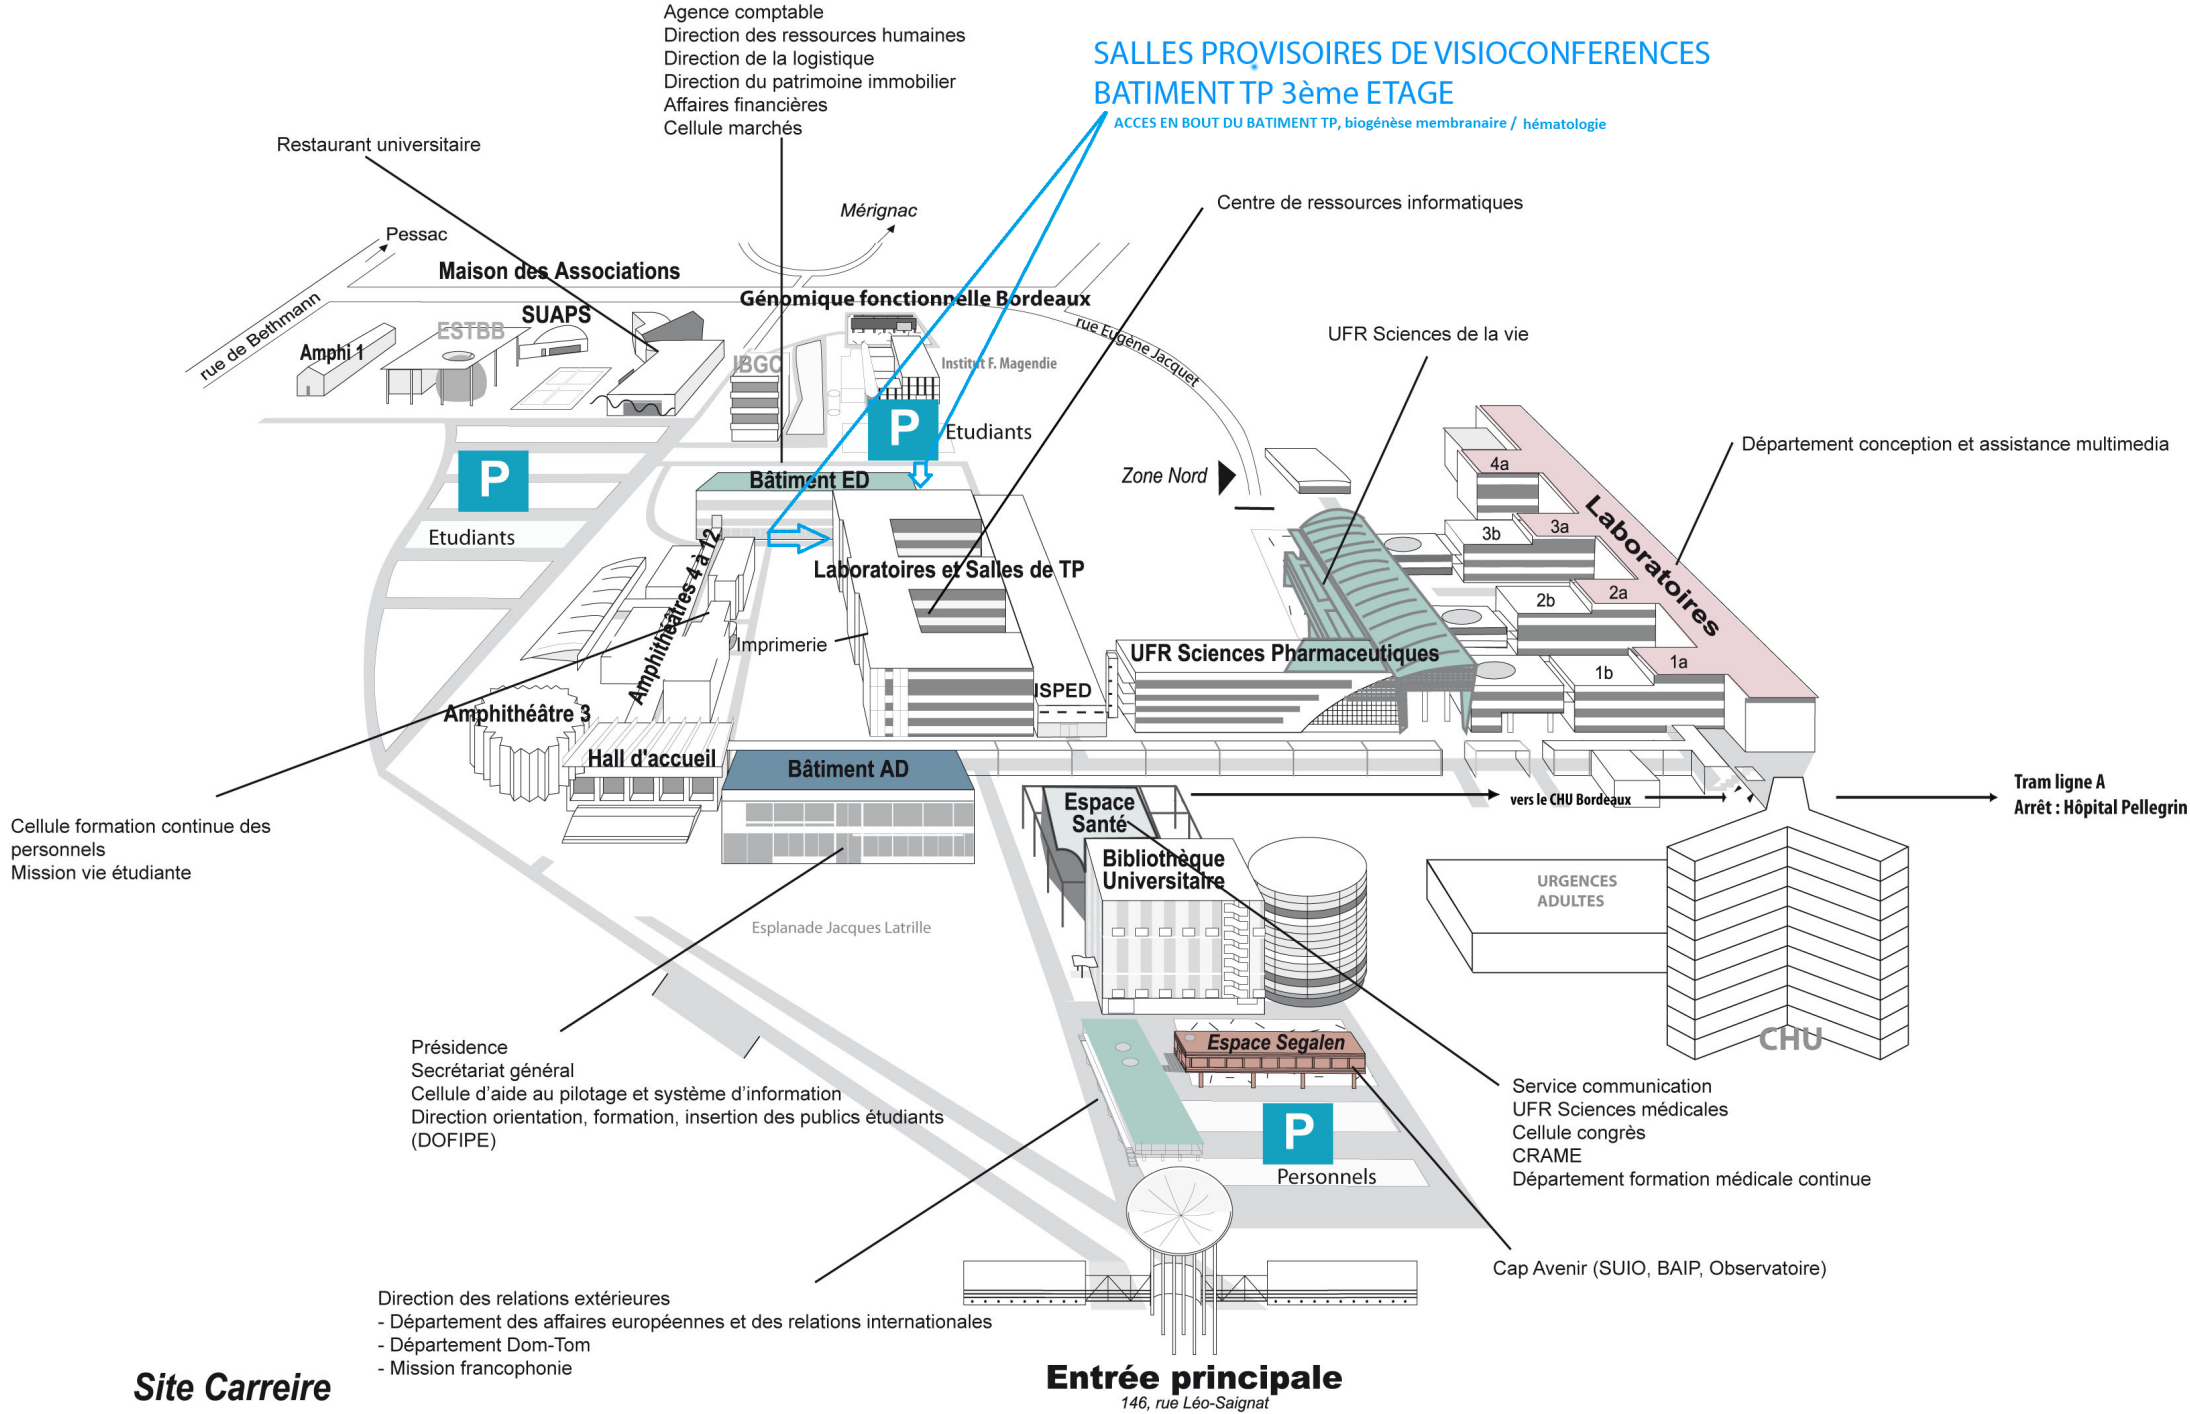 Agence comptable
Direction des ressources humaines
Direction de la logistique
Direction du patrimoine immobilier
Affaires financières
Cellule marchés
SALLES PROVISOIRES DE VISIOCONFERENCES
BATIMENT TP 3ème ETAGE
ACCES EN BOUT DU BATIMENT TP, biogénèse membranaire / hématologie
Restaurant universitaire
Centre de ressources informatiques
Mérignac
Pessac
Maison des Associations
Génomique fonctionnelle Bordeaux
rue de Bethmann
SUAPS
ESTBB
Amphi 1
IBGC
Institut F. Magendie
rue Eugène Jacquet
UFR Sciences de la vie
P
Etudiants
P
Etudiants
Bâtiment ED
Zone Nord
Département conception et assistance multimedia
4a
3b
3a
2b
2a
1b
1a
Laboratoires
Amphithéâtres 4 à 12
Laboratoires et Salles de TP
Imprimerie
UFR Sciences Pharmaceutiques
ISPED
Amphithéâtre 3
Hall d'accueil
Bâtiment AD
Espace
Santé
vers le CHU Bordeaux
Tram ligne A
Arrêt : Hôpital Pellegrin
Cellule formation continue des
personnels
Mission vie étudiante
Bibliothèque
Universitaire
URGENCES
ADULTES
Esplanade Jacques Latrille
CHU
Espace Segalen
Présidence
Secrétariat général
Cellule d’aide au pilotage et système d’information
Direction orientation, formation, insertion des publics étudiants
(DOFIPE)
Service communication
UFR Sciences médicales
Cellule congrès
CRAME
Département formation médicale continue
P
Personnels
Cap Avenir (SUIO, BAIP, Observatoire)
Direction des relations extérieures
- Département des affaires européennes et des relations internationales
- Département Dom-Tom
- Mission francophonie
Site Carreire
Entrée principale
146, rue Léo-Saignat